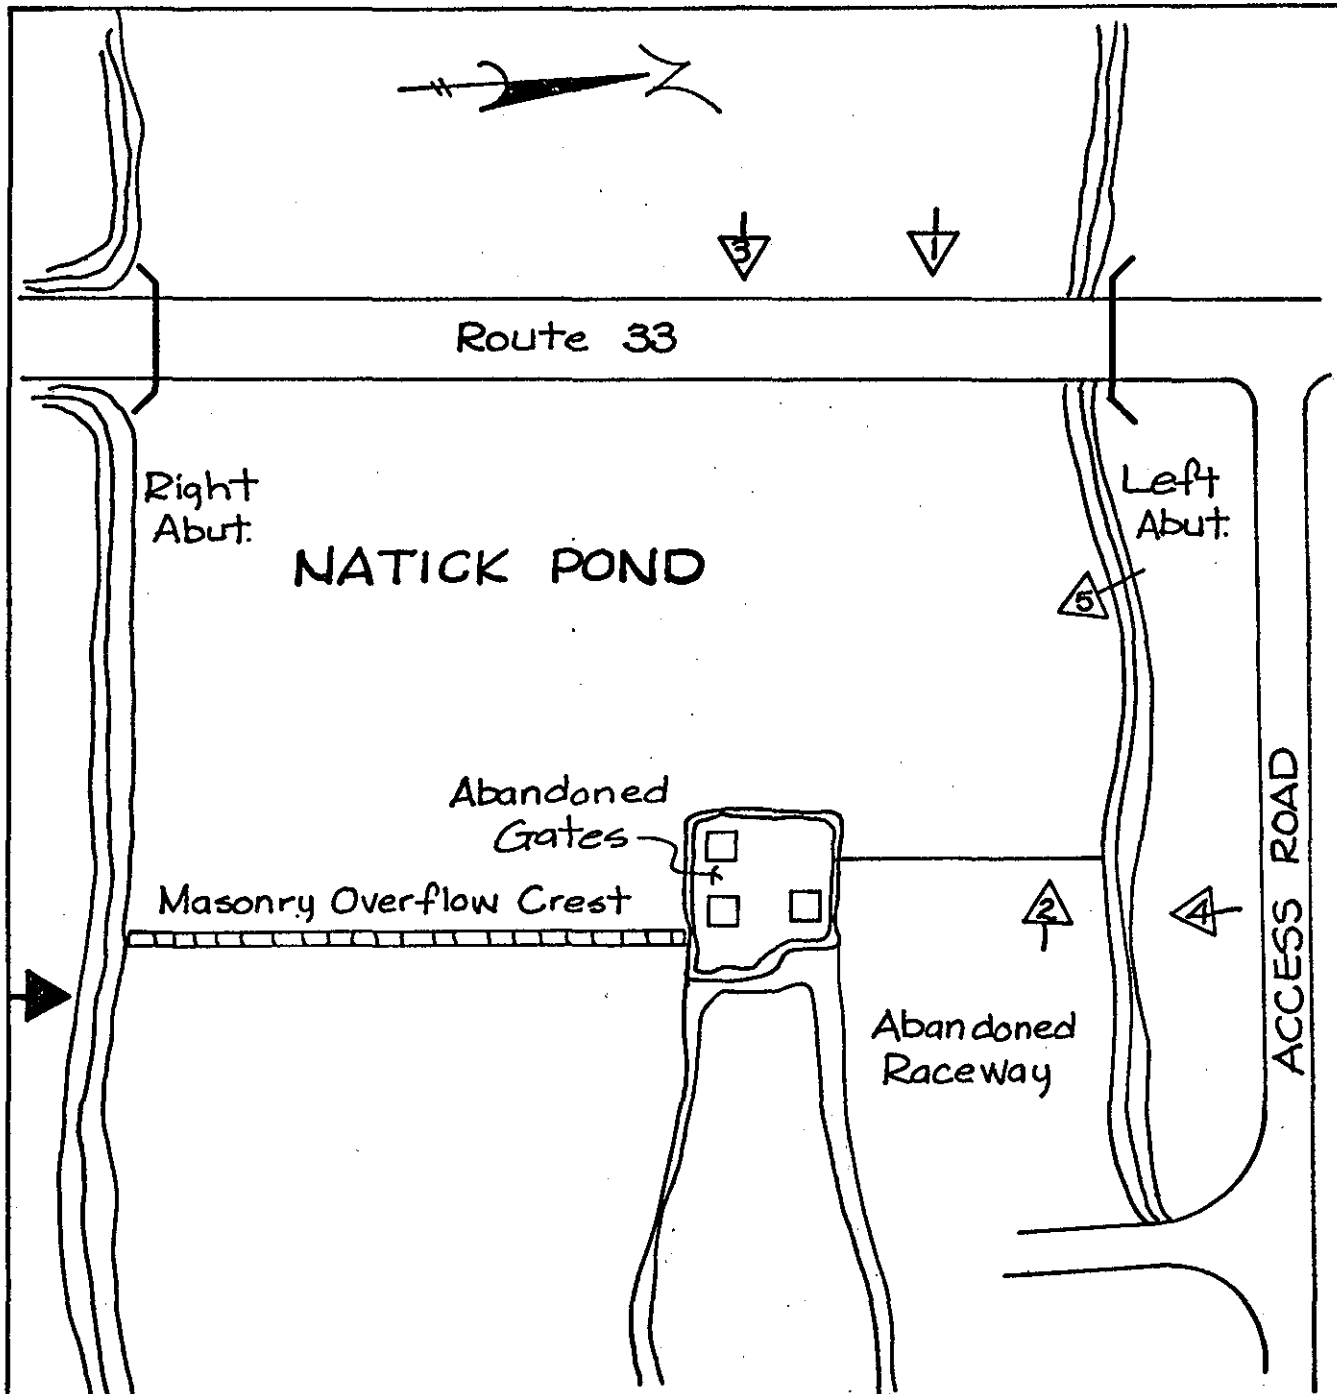 Z
3
1
Route 33
Right
Abut.
Left
Abut.
NATICK POND
5
Abandoned
Gates
Masonry Overflow Crest
2
4
ACCESS ROAD
Abandoned
Raceway